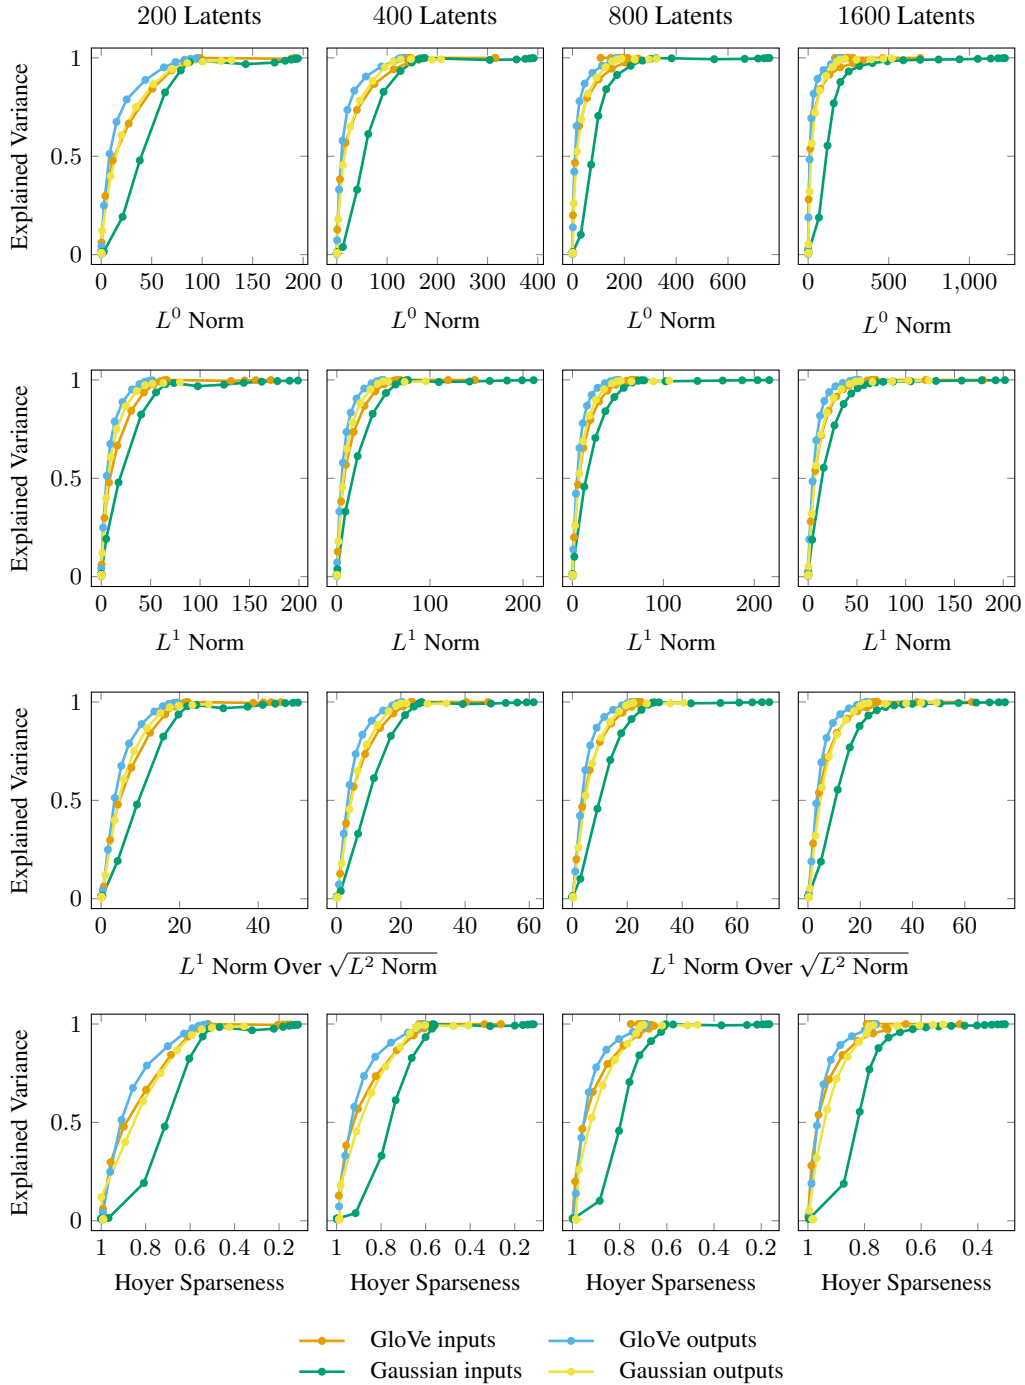 200 Latents 400 Latents 800 Latents 1600 Latents
Explained Variance
1
0.5
0
0 50 100 150 200 0 100 200 300 400 0 200 400 600 0 500 1,000
L⁰ Norm L⁰ Norm L⁰ Norm L⁰ Norm
Explained Variance
1
0.5
0
0 50 100 150 200 0 100 200 0 100 200 0 50 100 150 200
L¹ Norm L¹ Norm L¹ Norm L¹ Norm
Explained Variance
1
0.5
0
0 20 40 0 20 40 60 0 20 40 60 0 20 40 60
L¹ Norm Over √L² Norm L¹ Norm Over √L² Norm
Explained Variance
1
0.5
0
1 0.8 0.6 0.4 0.2 1 0.8 0.6 0.4 0.2 1 0.8 0.6 0.4 1 0.8 0.6 0.4
Hoyer Sparseness Hoyer Sparseness Hoyer Sparseness Hoyer Sparseness
GloVe inputs GloVe outputs
Gaussian inputs Gaussian outputs